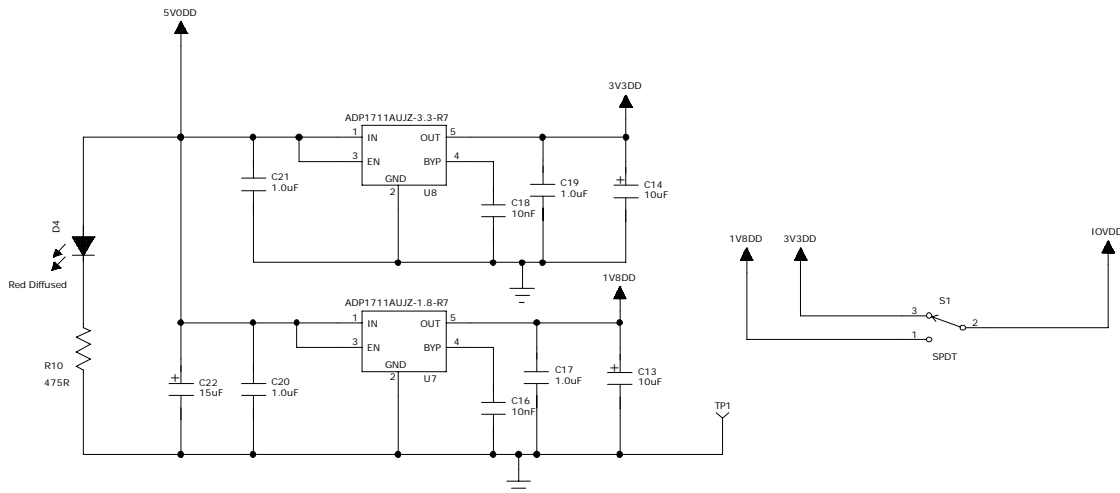 5V0DD
3V3DD
ADP1711AUJZ-3.3-R7
1 IN OUT 5
3 EN BYP 4
GND
2
U8
C21
1.0uF
C18
10nF
C19
1.0uF
C14
10uF
D4
Red Diffused
R10
475R
1V8DD
ADP1711AUJZ-1.8-R7
1 IN OUT 5
3 EN BYP 4
GND
2
U7
C22
15uF
C20
1.0uF
C16
10nF
C17
1.0uF
C13
10uF
TP1
1V8DD
3V3DD
IOVDD
S1
3
2
1
SPDT